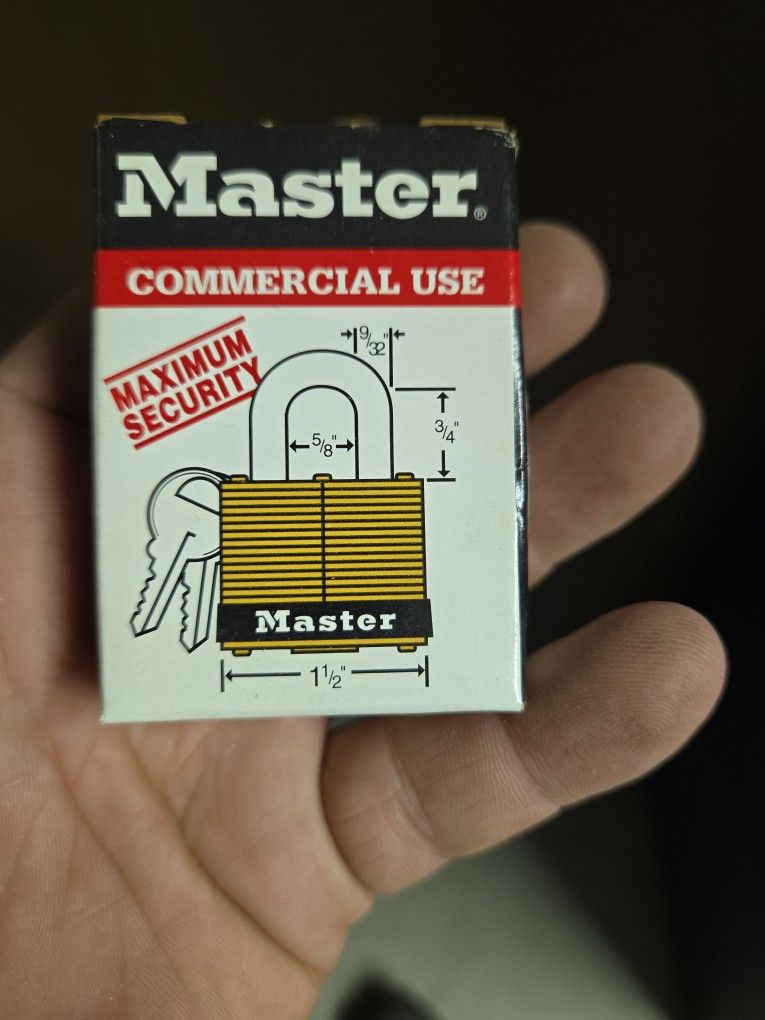 Master®
COMMERCIAL USE
MAXIMUM
SECURITY
9/32"
5/8"
3/4"
Master
1 1/2"